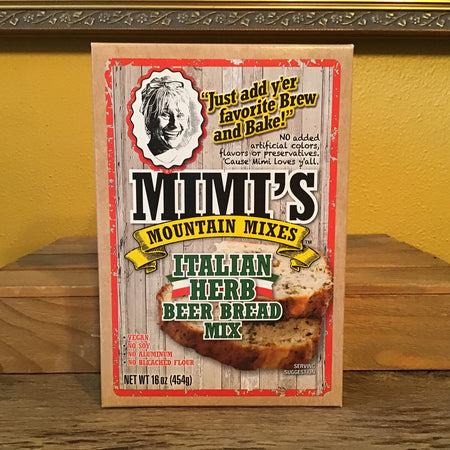 "Just add y'er
favorite Brew
and Bake!"
NO added
artificial colors,
flavors or preservatives.
'Cause Mimi loves y'all.
MIMI'S
MOUNTAIN MIXES™
ITALIAN
HERB
BEER BREAD
MIX
• VEGAN
• NO SOY
• NO ALUMINUM
• NO BLEACHED FLOUR
NET WT 16 oz (454g)
SERVING
SUGGESTION